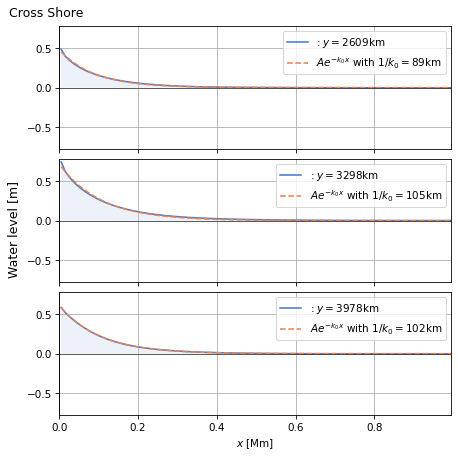 Cross Shore
0.5
0.0
−0.5
: y = 2609km
Ae^{−k₀x} with 1/k₀ = 89km
0.5
0.0
−0.5
: y = 3298km
Ae^{−k₀x} with 1/k₀ = 105km
Water level [m]
0.5
0.0
−0.5
: y = 3978km
Ae^{−k₀x} with 1/k₀ = 102km
0.0 0.2 0.4 0.6 0.8
x [Mm]